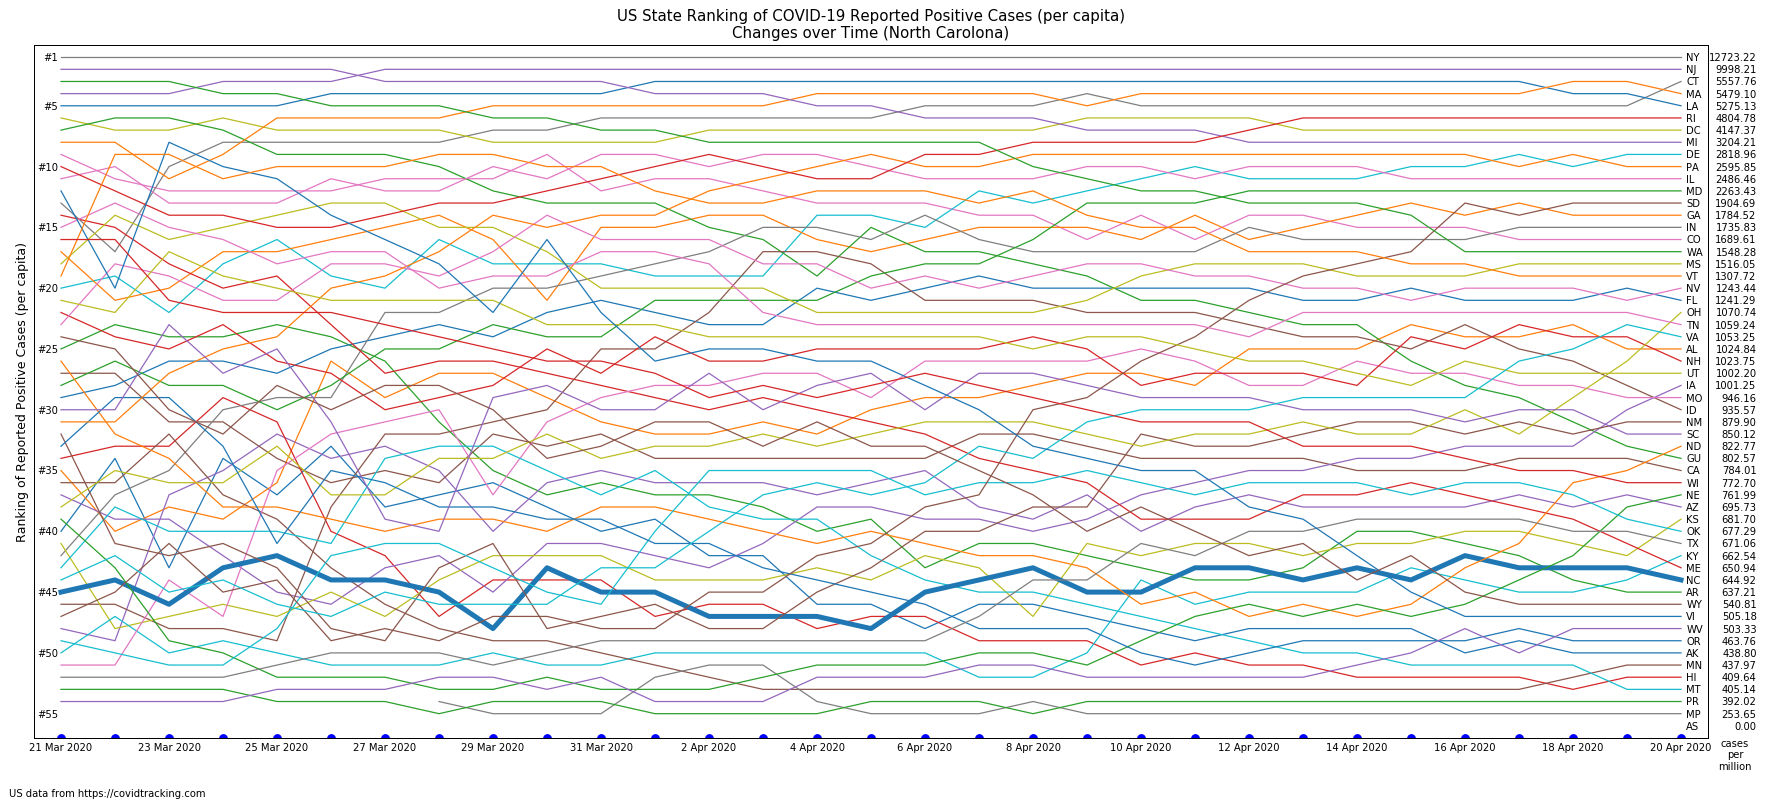 US State Ranking of COVID-19 Reported Positive Cases (per capita)
Changes over Time (North Carolona)
Ranking of Reported Positive Cases (per capita)
#1
#5
#10
#15
#20
#25
#30
#35
#40
#45
#50
#55
NY 12723.22
NJ 9998.21
CT 5557.76
MA 5479.10
LA 5275.13
RI 4804.78
DC 4147.37
MI 3204.21
DE 2818.96
PA 2595.85
IL 2486.46
MD 2263.43
SD 1904.69
GA 1784.52
IN 1735.83
CO 1689.61
WA 1548.28
MS 1516.05
VT 1307.72
NV 1243.44
FL 1241.29
OH 1070.74
TN 1059.24
VA 1053.25
AL 1024.84
NH 1023.75
UT 1002.20
IA 1001.25
MO 946.16
ID 935.57
NM 879.90
SC 850.12
ND 822.77
GU 802.57
CA 784.01
WI 772.70
NE 761.99
AZ 695.73
KS 681.70
OK 677.29
TX 671.06
KY 662.54
ME 650.94
NC 644.92
AR 637.21
WY 540.81
VI 505.18
WV 503.33
OR 463.76
AK 438.80
MN 437.97
HI 409.64
MT 405.14
PR 392.02
MP 253.65
AS 0.00
21 Mar 2020 23 Mar 2020 25 Mar 2020 27 Mar 2020 29 Mar 2020 31 Mar 2020 2 Apr 2020 4 Apr 2020 6 Apr 2020 8 Apr 2020 10 Apr 2020 12 Apr 2020 14 Apr 2020 16 Apr 2020 18 Apr 2020 20 Apr 2020
cases
per
million
US data from https://covidtracking.com